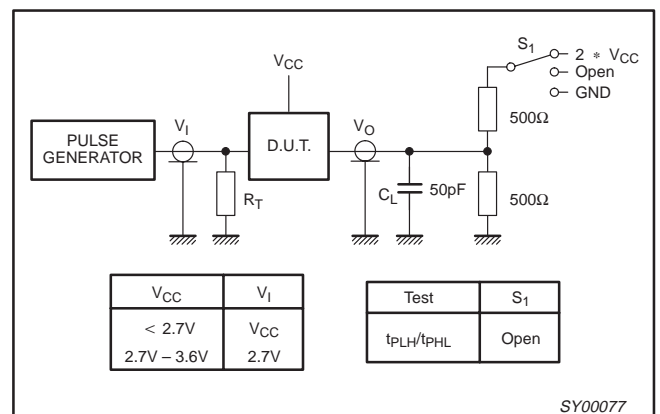 S1
2 * VCC
Open
GND
VCC
500Ω
PULSE
GENERATOR
VI
D.U.T.
VO
RT
CL
50pF
500Ω
VCC VI
< 2.7V VCC
2.7V – 3.6V 2.7V
Test S1
tPLH/tPHL Open
SY00077